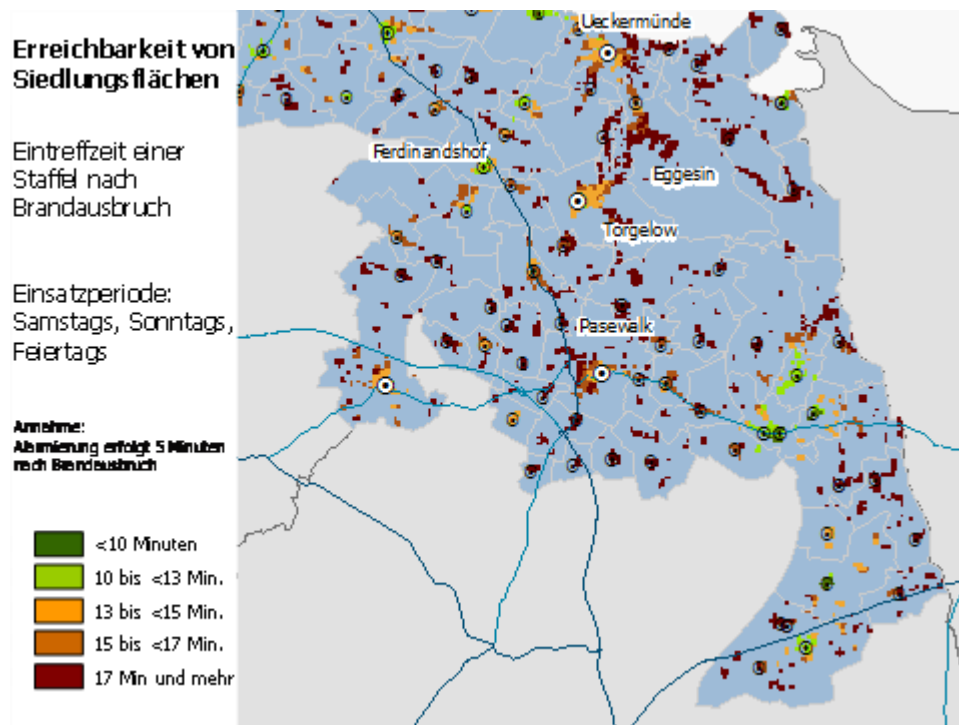 Erreichbarkeit von
Siedlungsflächen
Eintreffzeit einer
Staffel nach
Brandausbruch
Einsatzperiode:
Samstags, Sonntags,
Feiertags
Annahme:
Alarmierung erfolgt 5 Minuten
nach Brandausbruch
<10 Minuten
10 bis <13 Min.
13 bis <15 Min.
15 bis <17 Min.
17 Min und mehr
Ueckermünde
Ferdinandshof
Eggesin
Torgelow
Pasewalk